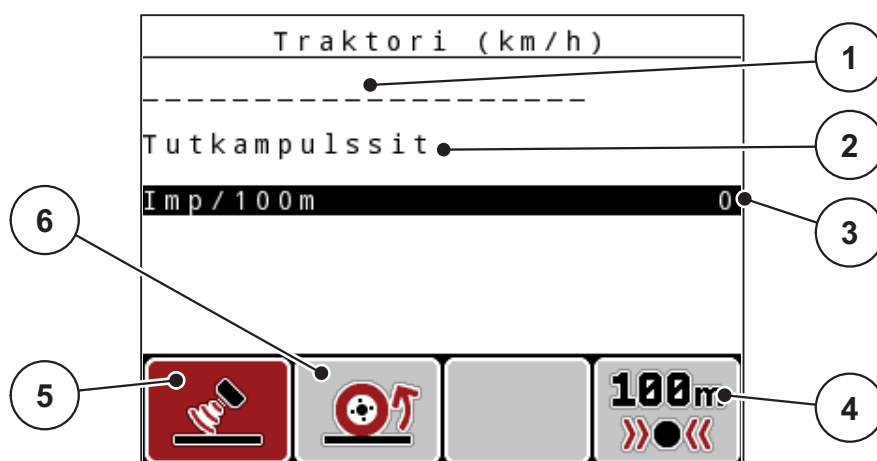 Traktori (km/h)
1
---------------------
Tutkampulssit
2
Imp/100m 0
3
6
5
100m
4